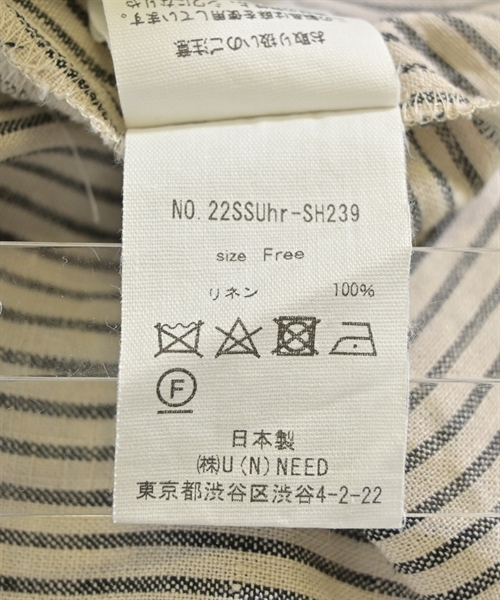 お取り扱いのご注意
NO. 22SSUhr-SH239
size Free
リネン 100%
F
日本製
㈱U(N)NEED
東京都渋谷区渋谷4-2-22